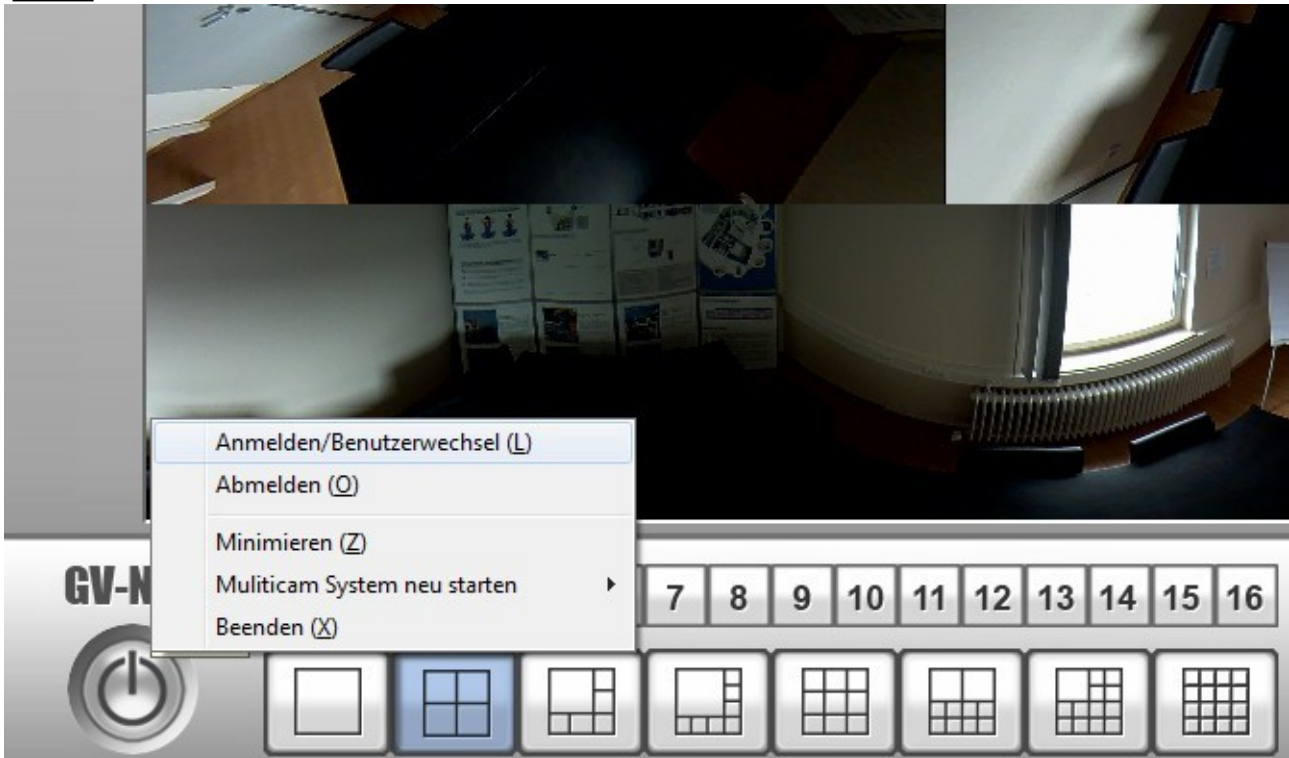 Anmelden/Benutzerwechsel (L)
Abmelden (O)
Minimieren (Z)
Muliticam System neu starten
Beenden (X)
GV-N
7 8 9 10 11 12 13 14 15 16